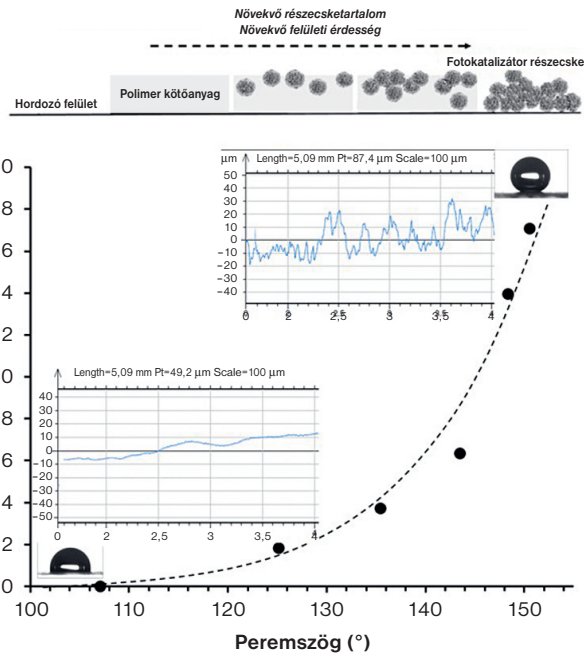 Növekvő részecsketartalom
Növekvő felületi érdesség
Fotokatalizátor részecske
Polimer kötőanyag
Hordozó felület
μm Length=5,09 mm Pt=87,4 μm Scale=100 μm
50
40
30
20
10
0
−10
−20
−30
−40
0 2 2,5 3 3,5 4
Length=5,09 mm Pt=49,2 μm Scale=100 μm
40
30
20
10
0
−10
−20
−30
−40
−50
0 2 2,5 3 3,5 4
0
8
6
4
0
8
6
4
2
0
100 110 120 130 140 150
Peremszög (°)